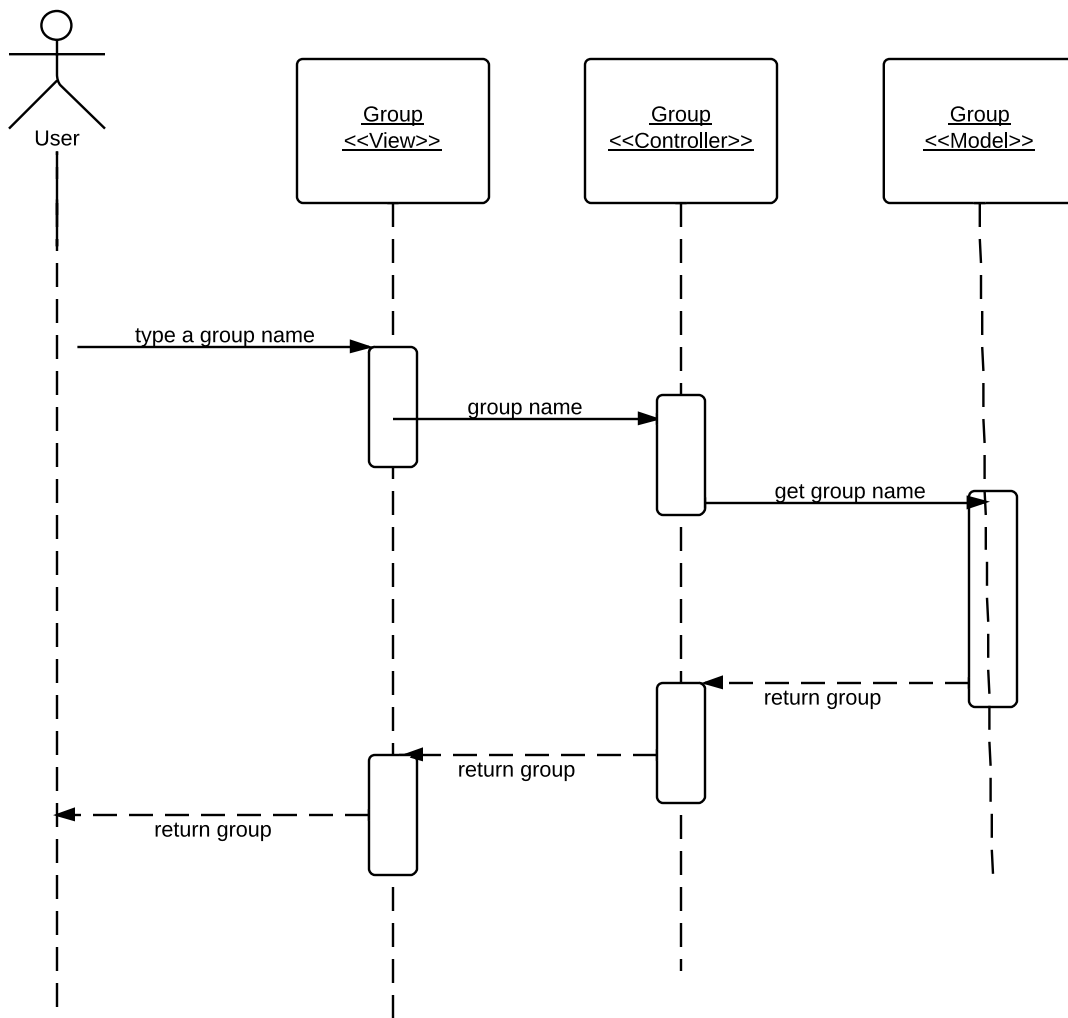 User
Group
<<View>>
Group
<<Controller>>
Group
<<Model>>
type a group name
group name
get group name
return group
return group
return group